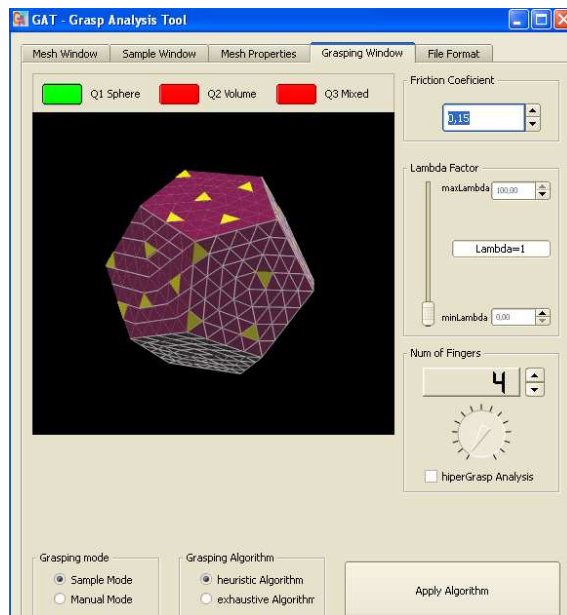 GAT - Grasp Analysis Tool
Mesh Window Sample Window Mesh Properties Grasping Window File Format
Q1 Sphere Q2 Volume Q3 Mixed
Friction Coeficient
0,15
Lambda Factor
maxLambda 100,00
Lambda=1
minLambda 0,00
Num of Fingers
4
hiperGrasp Analysis
Grasping mode
Sample Mode
Manual Mode
Grasping Algorithm
heuristic Algorithm
exhaustive Algorithm
Apply Algorithm